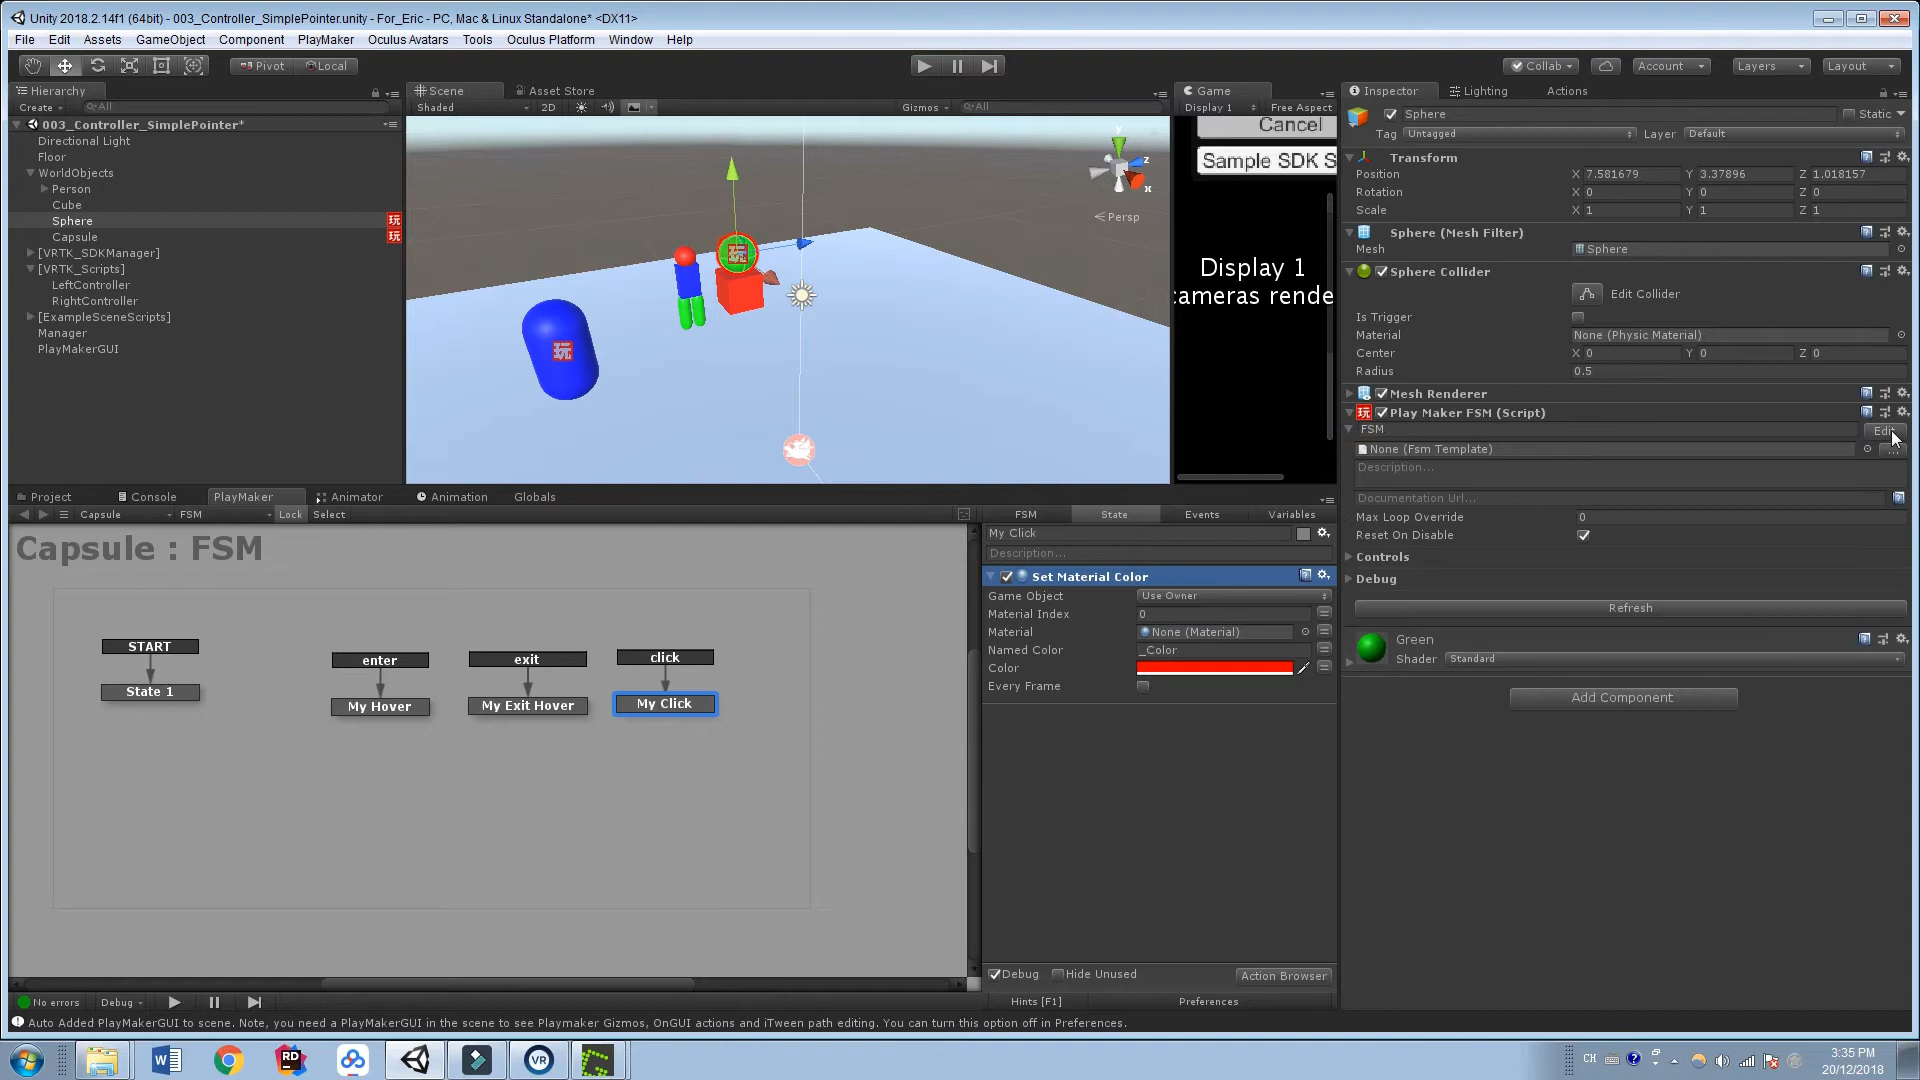 Unity 2018.2.14f1 (64bit) - 003_Controller_SimplePointer.unity - For_Eric - PC, Mac & Linux Standalone* <DX11>
File Edit Assets GameObject Component PlayMaker Oculus Avatars Tools Oculus Platform Window Help
Pivot Local Collab Account Layers Layout
Hierarchy
Create All
003_Controller_SimplePointer*
Directional Light
Floor
WorldObjects
Person
Cube
Sphere 玩
Capsule 玩
[VRTK_SDKManager]
[VRTK_Scripts]
LeftController
RightController
[ExampleSceneScripts]
Manager
PlayMakerGUI
Scene Asset Store
Shaded 2D Gizmos All
y
z
x
Persp
玩
玩
Game
Display 1 Free Aspect
Cancel
Sample SDK S
Display 1
cameras rende
Inspector Lighting Actions
Sphere Static
Tag Untagged Layer Default
Transform
Position X 7.581679 Y 3.37896 Z 1.018157
Rotation X 0 Y 0 Z 0
Scale X 1 Y 1 Z 1
Sphere (Mesh Filter)
Mesh Sphere
Sphere Collider
Edit Collider
Is Trigger
Material None (Physic Material)
Center X 0 Y 0 Z 0
Radius 0.5
Mesh Renderer
玩 Play Maker FSM (Script)
FSM Edit
None (Fsm Template) ...
Description...
Documentation Url...
Max Loop Override 0
Reset On Disable
Controls
Debug
Refresh
Green
Shader Standard
Add Component
Project Console PlayMaker Animator Animation Globals
Capsule FSM Lock Select
Capsule : FSM
START
State 1
enter
My Hover
exit
My Exit Hover
click
My Click
FSM State Events Variables
My Click
Description...
Set Material Color
Game Object Use Owner
Material Index 0
Material None (Material)
Named Color _Color
Color
Every Frame
Debug Hide Unused Action Browser
Hints [F1] Preferences
No errors Debug
Auto Added PlayMakerGUI to scene. Note, you need a PlayMakerGUI in the scene to see Playmaker Gizmos, OnGUI actions and iTween path editing. You can turn this option off in Preferences.
W RD VR CH ? 3:35 PM
20/12/2018